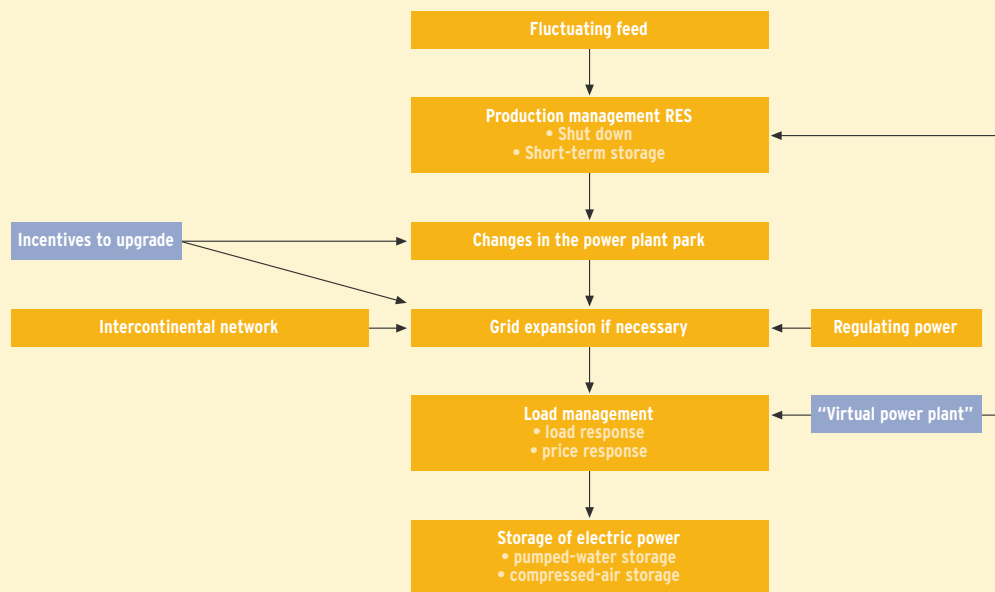 Fluctuating feed
Production management RES
• Shut down
• Short-term storage
Incentives to upgrade
Changes in the power plant park
Intercontinental network
Grid expansion if necessary
Regulating power
Load management
• load response
• price response
“Virtual power plant”
Storage of electric power
• pumped-water storage
• compressed-air storage